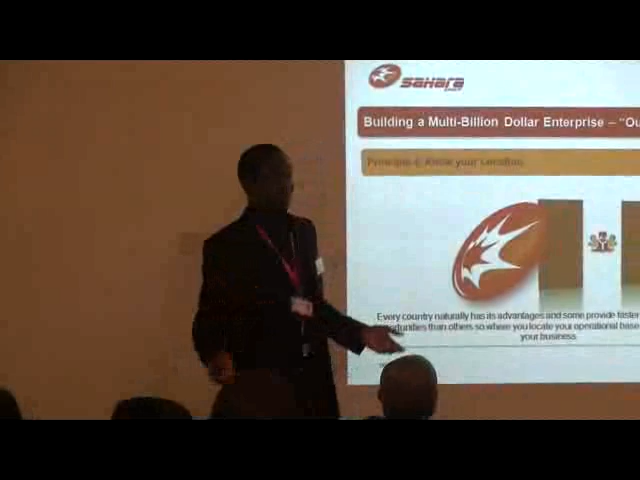 SAHARA
GROUP
Building a Multi-Billion Dollar Enterprise – “Ou
Principle 4: Know your Location
Every country naturally has its advantages and some provide faster
opportunities than others so where you locate your operational base
your business